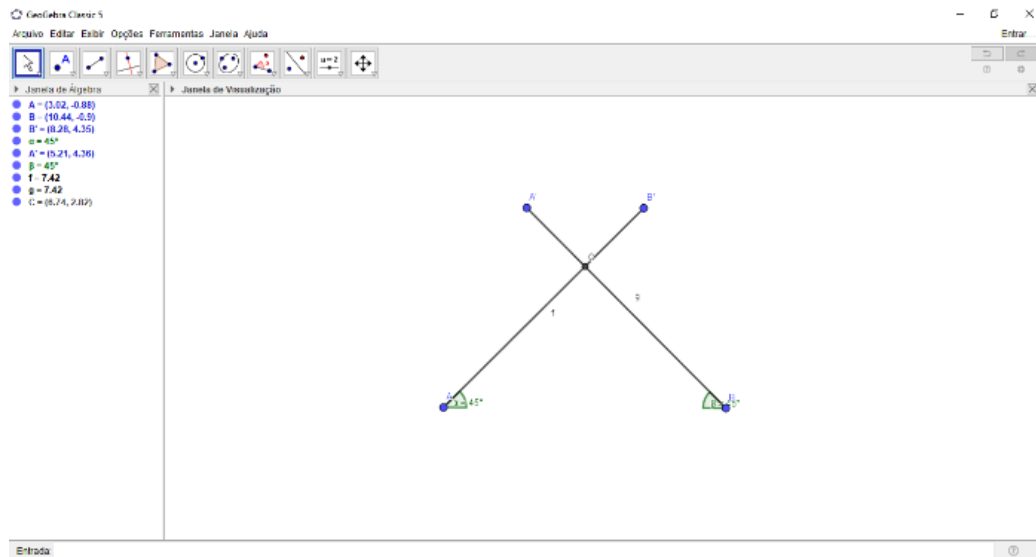 GeoGebra Classic 5
Arquivo Editar Exibir Opções Ferramentas Janela Ajuda
Entrar...
A
a=2
Janela de Álgebra
Janela de Visualização
A = (3.02, -0.88)
B = (10.44, -0.9)
B' = (8.28, 4.35)
α = 45°
A' = (5.21, 4.36)
β = 45°
f = 7.42
g = 7.42
C = (6.74, 2.82)
A'
B'
C
g
f
A
α = 45°
B
Entrada: